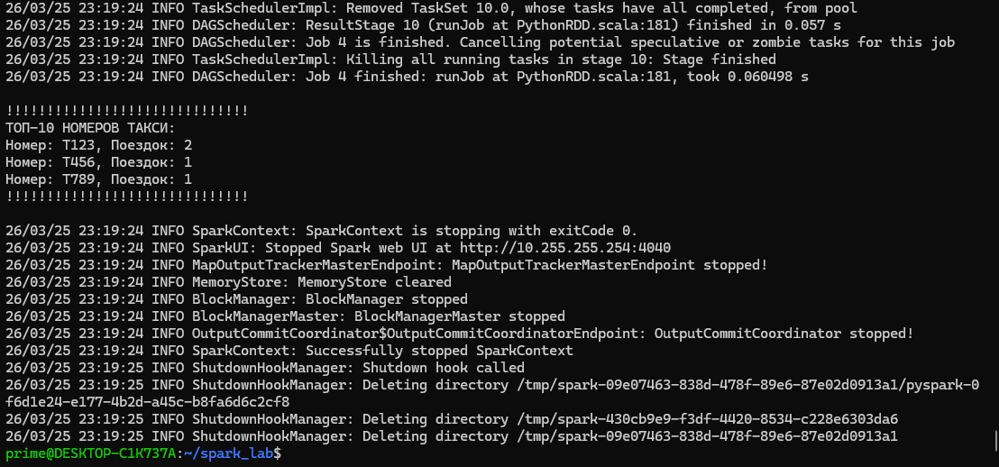 26/03/25 23:19:24 INFO TaskSchedulerImpl: Removed TaskSet 10.0, whose tasks have all completed, from pool
26/03/25 23:19:24 INFO DAGScheduler: ResultStage 10 (runJob at PythonRDD.scala:181) finished in 0.057 s
26/03/25 23:19:24 INFO DAGScheduler: Job 4 is finished. Cancelling potential speculative or zombie tasks for this job
26/03/25 23:19:24 INFO TaskSchedulerImpl: Killing all running tasks in stage 10: Stage finished
26/03/25 23:19:24 INFO DAGScheduler: Job 4 finished: runJob at PythonRDD.scala:181, took 0.060498 s
!!!!!!!!!!!!!!!!!!!!!!!!!!!!!!
ТОП-10 НОМЕРОВ ТАКСИ:
Номер: T123, Поездок: 2
Номер: T456, Поездок: 1
Номер: T789, Поездок: 1
!!!!!!!!!!!!!!!!!!!!!!!!!!!!!!
26/03/25 23:19:24 INFO SparkContext: SparkContext is stopping with exitCode 0.
26/03/25 23:19:24 INFO SparkUI: Stopped Spark web UI at http://10.255.255.254:4040
26/03/25 23:19:24 INFO MapOutputTrackerMasterEndpoint: MapOutputTrackerMasterEndpoint stopped!
26/03/25 23:19:24 INFO MemoryStore: MemoryStore cleared
26/03/25 23:19:24 INFO BlockManager: BlockManager stopped
26/03/25 23:19:24 INFO BlockManagerMaster: BlockManagerMaster stopped
26/03/25 23:19:24 INFO OutputCommitCoordinator$OutputCommitCoordinatorEndpoint: OutputCommitCoordinator stopped!
26/03/25 23:19:24 INFO SparkContext: Successfully stopped SparkContext
26/03/25 23:19:25 INFO ShutdownHookManager: Shutdown hook called
26/03/25 23:19:25 INFO ShutdownHookManager: Deleting directory /tmp/spark-09e07463-838d-478f-89e6-87e02d0913a1/pyspark-0
f6d1e24-e177-4b2d-a45c-b8fa6d6c2cf8
26/03/25 23:19:25 INFO ShutdownHookManager: Deleting directory /tmp/spark-430cb9e9-f3df-4420-8534-c228e6303da6
26/03/25 23:19:25 INFO ShutdownHookManager: Deleting directory /tmp/spark-09e07463-838d-478f-89e6-87e02d0913a1
prime@DESKTOP-C1K737A:~/spark_lab$